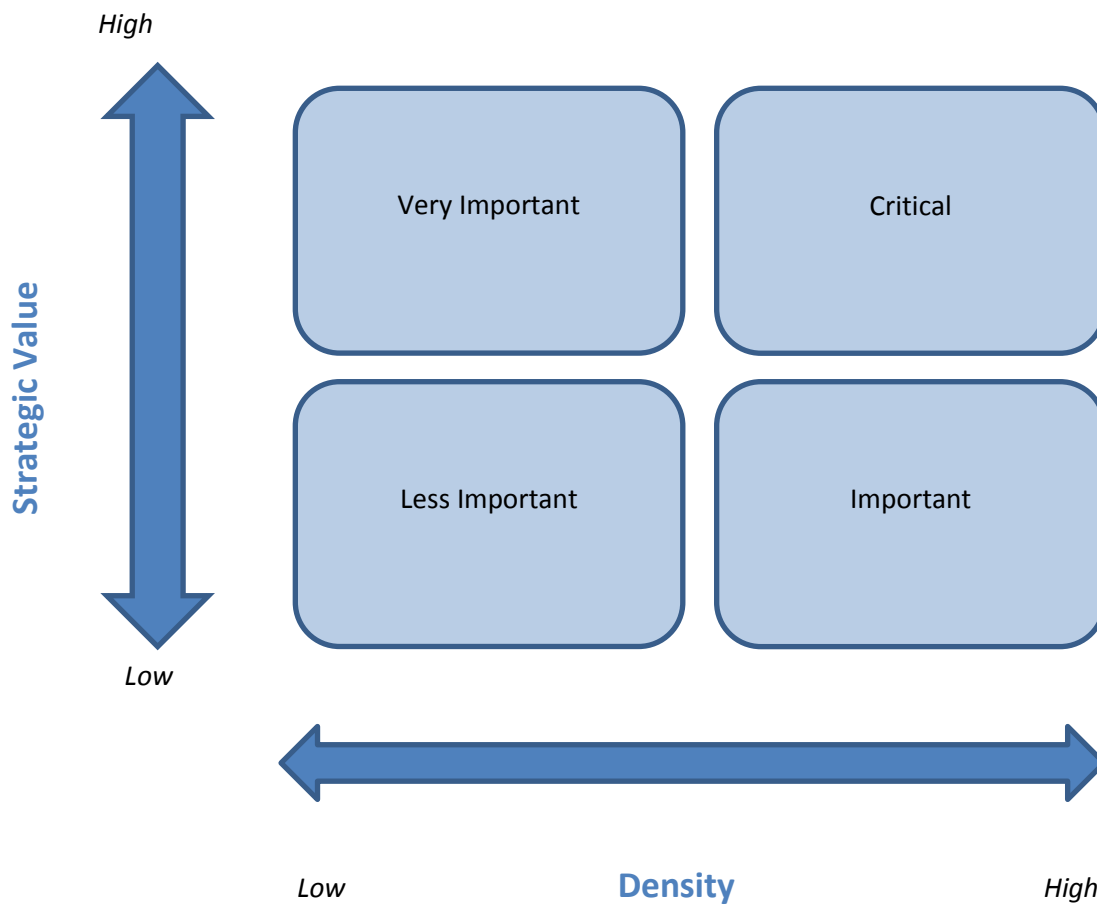 High
Very Important
Critical
Strategic Value
Less Important
Important
Low
Low
Density
High